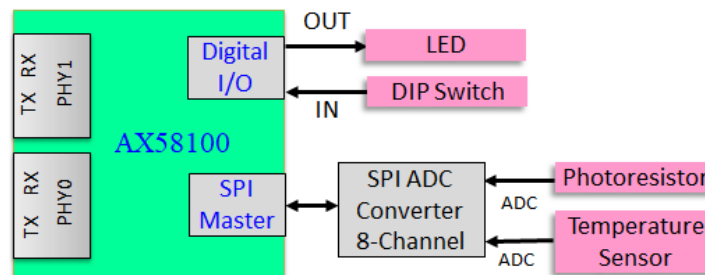 OUT
LED
Digital
I/O
IN
DIP Switch
TX RX
PHY1
AX58100
TX RX
PHY0
SPI
Master
SPI ADC
Converter
8-Channel
Photoresistor
ADC
Temperature
Sensor
ADC